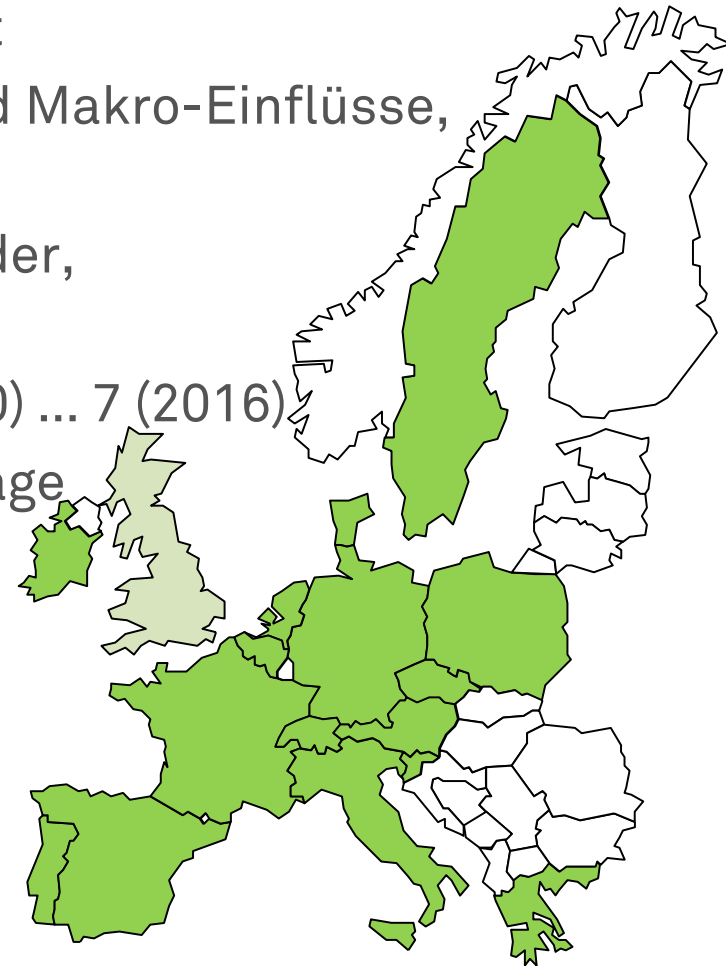 d Makro-Einflüsse,
der,
0) ... 7 (2016)
age